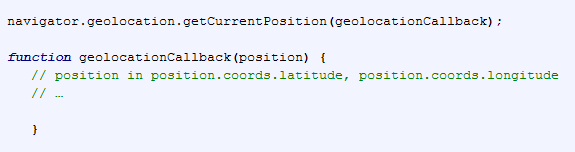 navigator.geolocation.getCurrentPosition(geolocationCallback);
function geolocationCallback(position) {
// position in position.coords.latitude, position.coords.longitude
// …
}